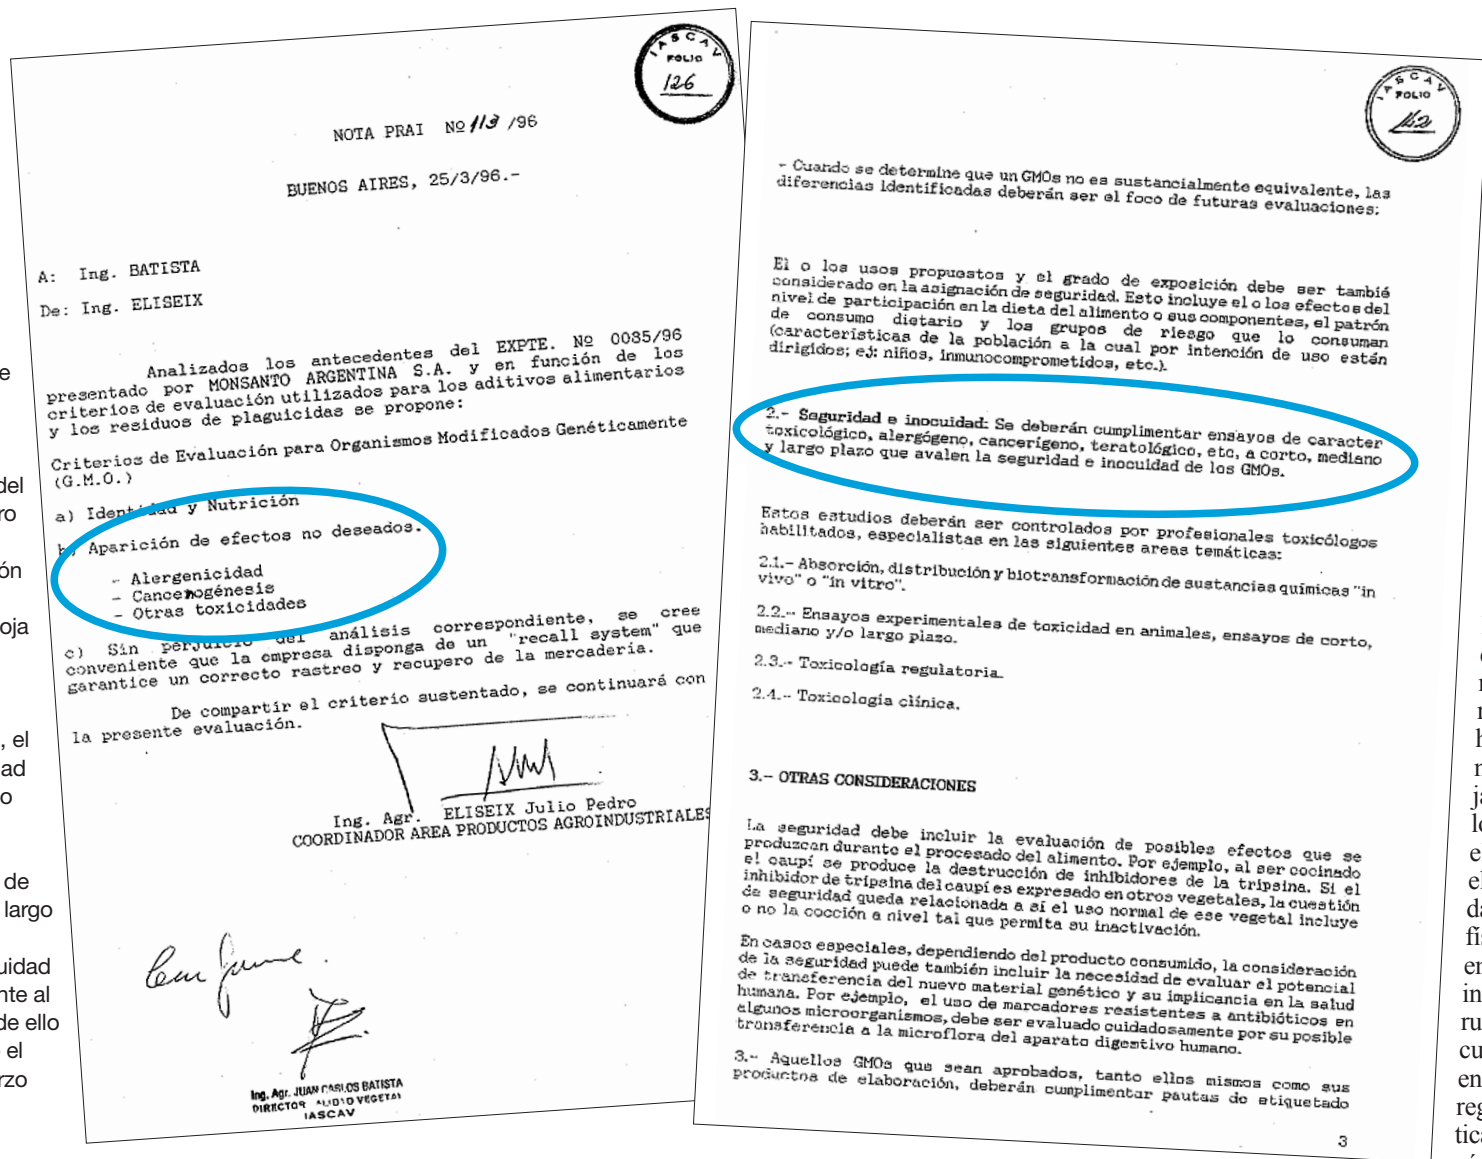 IASCAV
FOLIO
126
NOTA PRAI Nº 113 /96
BUENOS AIRES, 25/3/96.-
A: Ing. BATISTA
De: Ing. ELISEIX
Analizados los antecedentes del EXPTE. Nº 0085/96
presentado por MONSANTO ARGENTINA S.A. y en función de los
criterios de evaluación utilizados para los aditivos alimentarios
y los residuos de plaguicidas se propone:
Criterios de Evaluación para Organismos Modificados Genéticamente
(G.M.O.)
a) Identidad y Nutrición
b) Aparición de efectos no deseados.
- Alergenicidad
- Cancerogénesis
- Otras toxicidades
c) Sin perjuicio del análisis correspondiente, se cree
conveniente que la empresa disponga de un "recall system" que
garantice un correcto rastreo y recupero de la mercadería.
De compartir el criterio sustentado, se continuará con
la presente evaluación.
Ing. Agr. ELISEIX Julio Pedro
COORDINADOR AREA PRODUCTOS AGROINDUSTRIALES
Ing. Agr. JUAN CARLOS BATISTA
DIRECTOR VEGETAL
IASCAV
IASCAV
FOLIO
142
- Cuando se determine que un GMOs no es sustancialmente equivalente, las
diferencias identificadas deberán ser el foco de futuras evaluaciones;
El o los usos propuestos y el grado de exposición debe ser tambié
considerado en la asignación de seguridad. Esto incluye el o los efectos del
nivel de participación en la dieta del alimento o sus componentes, el patrón
de consumo dietario y los grupos de riesgo que lo consuman
(características de la población a la cual por intención de uso están
dirigidos; ej: niños, inmunocomprometidos, etc.).
2.- Seguridad e inocuidad: Se deberán cumplimentar ensayos de caracter
toxicológico, alergógeno, cancerígeno, teratológico, etc, a corto, mediano
y largo plazo que avalen la seguridad e inocuidad de los GMOs.
Estos estudios deberán ser controlados por profesionales toxicólogos
habilitados, especialistas en las siguientes areas temáticas:
2.1.- Absorción, distribución y biotransformación de sustancias químicas "in
vivo" o "in vitro".
2.2.- Ensayos experimentales de toxicidad en animales, ensayos de corto,
mediano y/o largo plazo.
2.3.- Toxicología regulatoria.
2.4.- Toxicología clínica.
3.- OTRAS CONSIDERACIONES
La seguridad debe incluir la evaluación de posibles efectos que se
produzcan durante el procesado del alimento. Por ejemplo, al ser cocinado
el caupí se produce la destrucción de inhibidores de la tripsina. Si el
inhibidor de tripsina del caupí es expresado en otros vegetales, la cuestión
de seguridad queda relacionada a si el uso normal de ese vegetal incluye
o no la cocción a nivel tal que permita su inactivación.
En casos especiales, dependiendo del producto consumido, la consideración
de la seguridad puede también incluir la necesidad de evaluar el potencial
de transferencia del nuevo material genético y su implicancia en la salud
humana. Por ejemplo, el uso de marcadores resistentes a antibióticos en
algunos microorganismos, debe ser evaluado cuidadosamente por su posible
transferencia a la microflora del aparato digestivo humano.
3.- Aquellos GMOs que sean aprobados, tanto ellos mismos como sus
productos de elaboración, deberán cumplimentar pautas de etiquetado
3